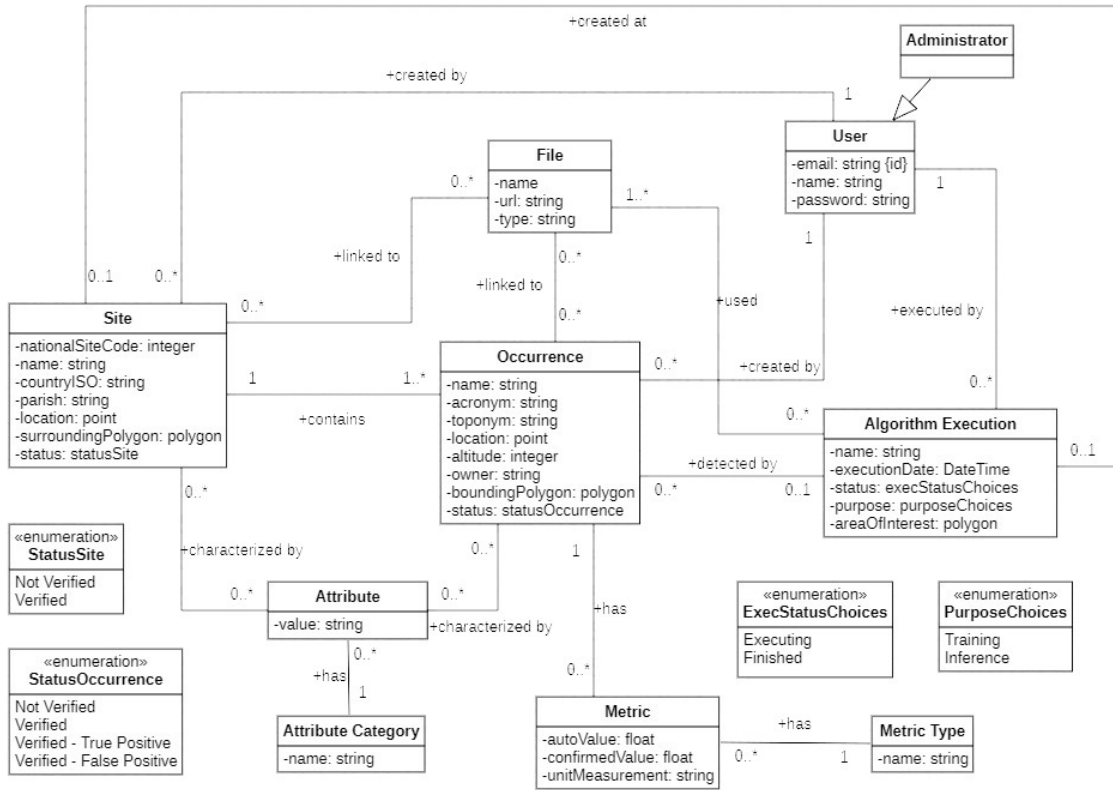 +created at
Administrator
+created by
1
User
-email: string {id}
-name: string
-password: string
1
1
File
-name
-url: string
-type: string
0..*
1..*
0..*
+linked to
+linked to
0..1
0..*
0..*
0..*
+used
+executed by
Site
-nationalSiteCode: integer
-name: string
-countryISO: string
-parish: string
-location: point
-surroundingPolygon: polygon
-status: statusSite
1
1..*
+contains
Occurrence
-name: string
-acronym: string
-toponym: string
-location: point
-altitude: integer
-owner: string
-boundingPolygon: polygon
-status: statusOccurrence
0..*
+created by
0..*
0..*
Algorithm Execution
-name: string
-executionDate: DateTime
-status: execStatusChoices
-purpose: purposeChoices
-areaOfInterest: polygon
0..1
+detected by
0..*
0..1
0..*
+characterized by
0..*
«enumeration»
StatusSite
Not Verified
Verified
Attribute
-value: string
0..*
0..*
+characterized by
0..*
+has
1
Attribute Category
-name: string
«enumeration»
StatusOccurrence
Not Verified
Verified
Verified - True Positive
Verified - False Positive
1
+has
0..*
«enumeration»
ExecStatusChoices
Executing
Finished
«enumeration»
PurposeChoices
Training
Inference
Metric
-autoValue: float
-confirmedValue: float
-unitMeasurement: string
+has
0..*
1
Metric Type
-name: string